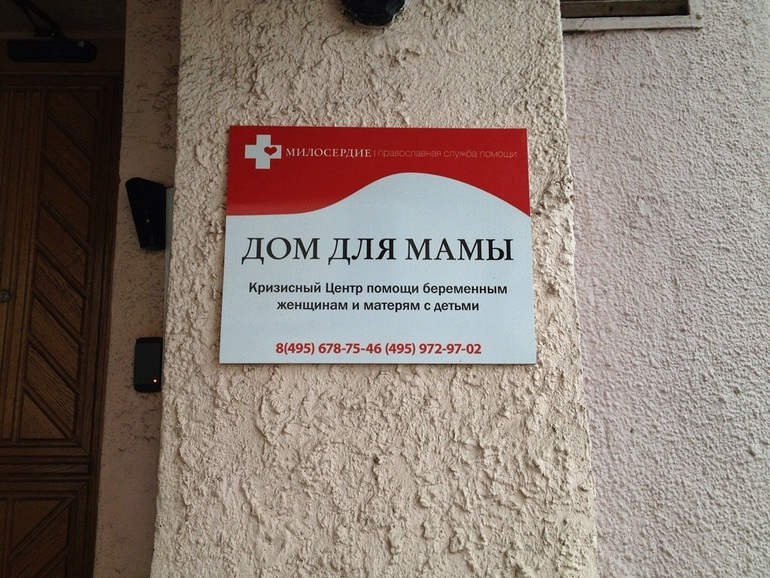 МИЛОСЕРДИЕ | православная служба помощи
ДОМ ДЛЯ МАМЫ
Кризисный Центр помощи беременным
женщинам и матерям с детьми
8(495) 678-75-46 (495) 972-97-02